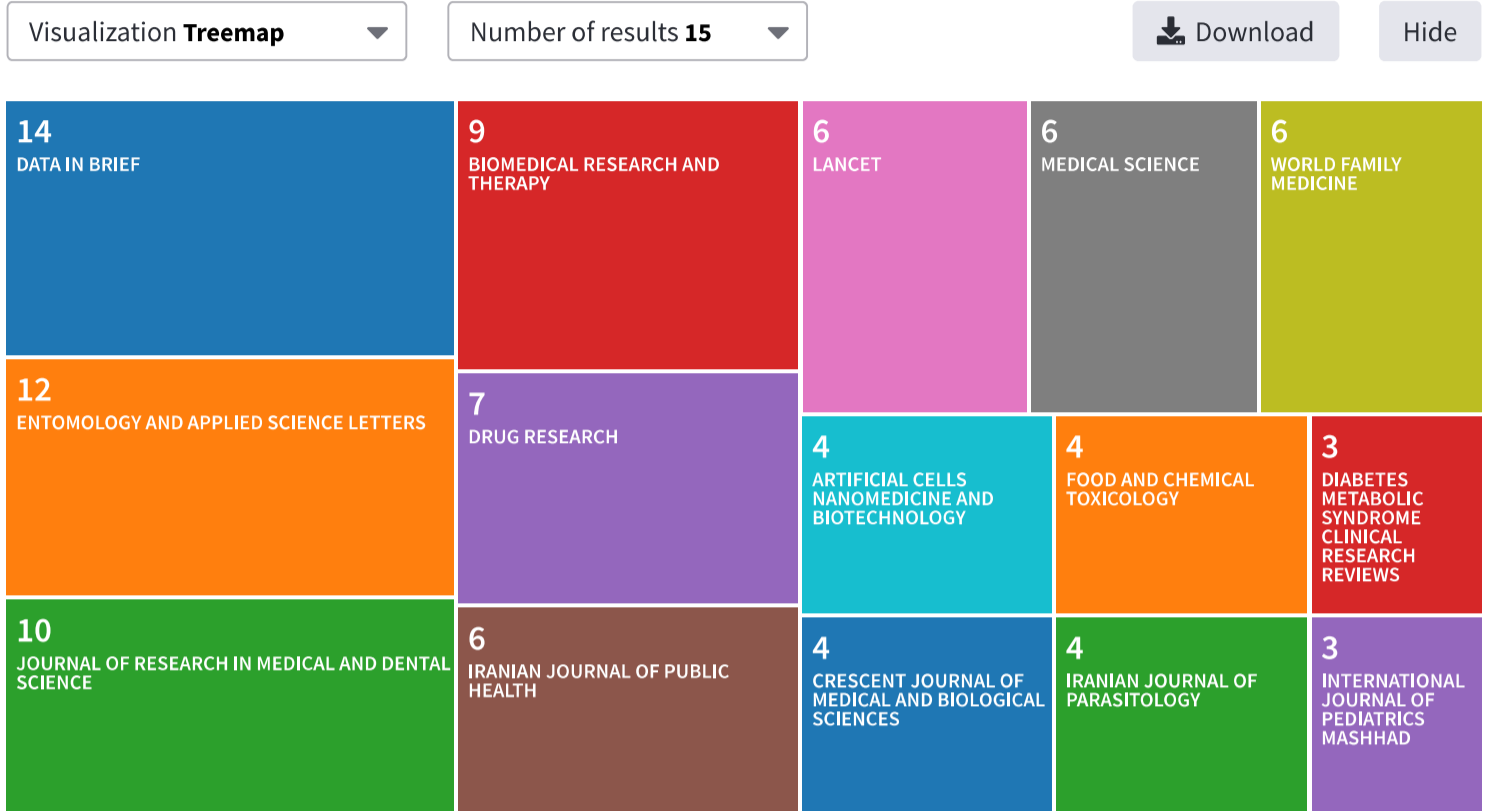 Visualization Treemap
Number of results 15
Download
Hide
14
DATA IN BRIEF
12
ENTOMOLOGY AND APPLIED SCIENCE LETTERS
10
JOURNAL OF RESEARCH IN MEDICAL AND DENTAL
SCIENCE
9
BIOMEDICAL RESEARCH AND
THERAPY
7
DRUG RESEARCH
6
IRANIAN JOURNAL OF PUBLIC
HEALTH
6
LANCET
6
MEDICAL SCIENCE
6
WORLD FAMILY
MEDICINE
4
ARTIFICIAL CELLS
NANOMEDICINE AND
BIOTECHNOLOGY
4
FOOD AND CHEMICAL
TOXICOLOGY
3
DIABETES
METABOLIC
SYNDROME
CLINICAL
RESEARCH
REVIEWS
4
CRESCENT JOURNAL OF
MEDICAL AND BIOLOGICAL
SCIENCES
4
IRANIAN JOURNAL OF
PARASITOLOGY
3
INTERNATIONAL
JOURNAL OF
PEDIATRICS
MASHHAD